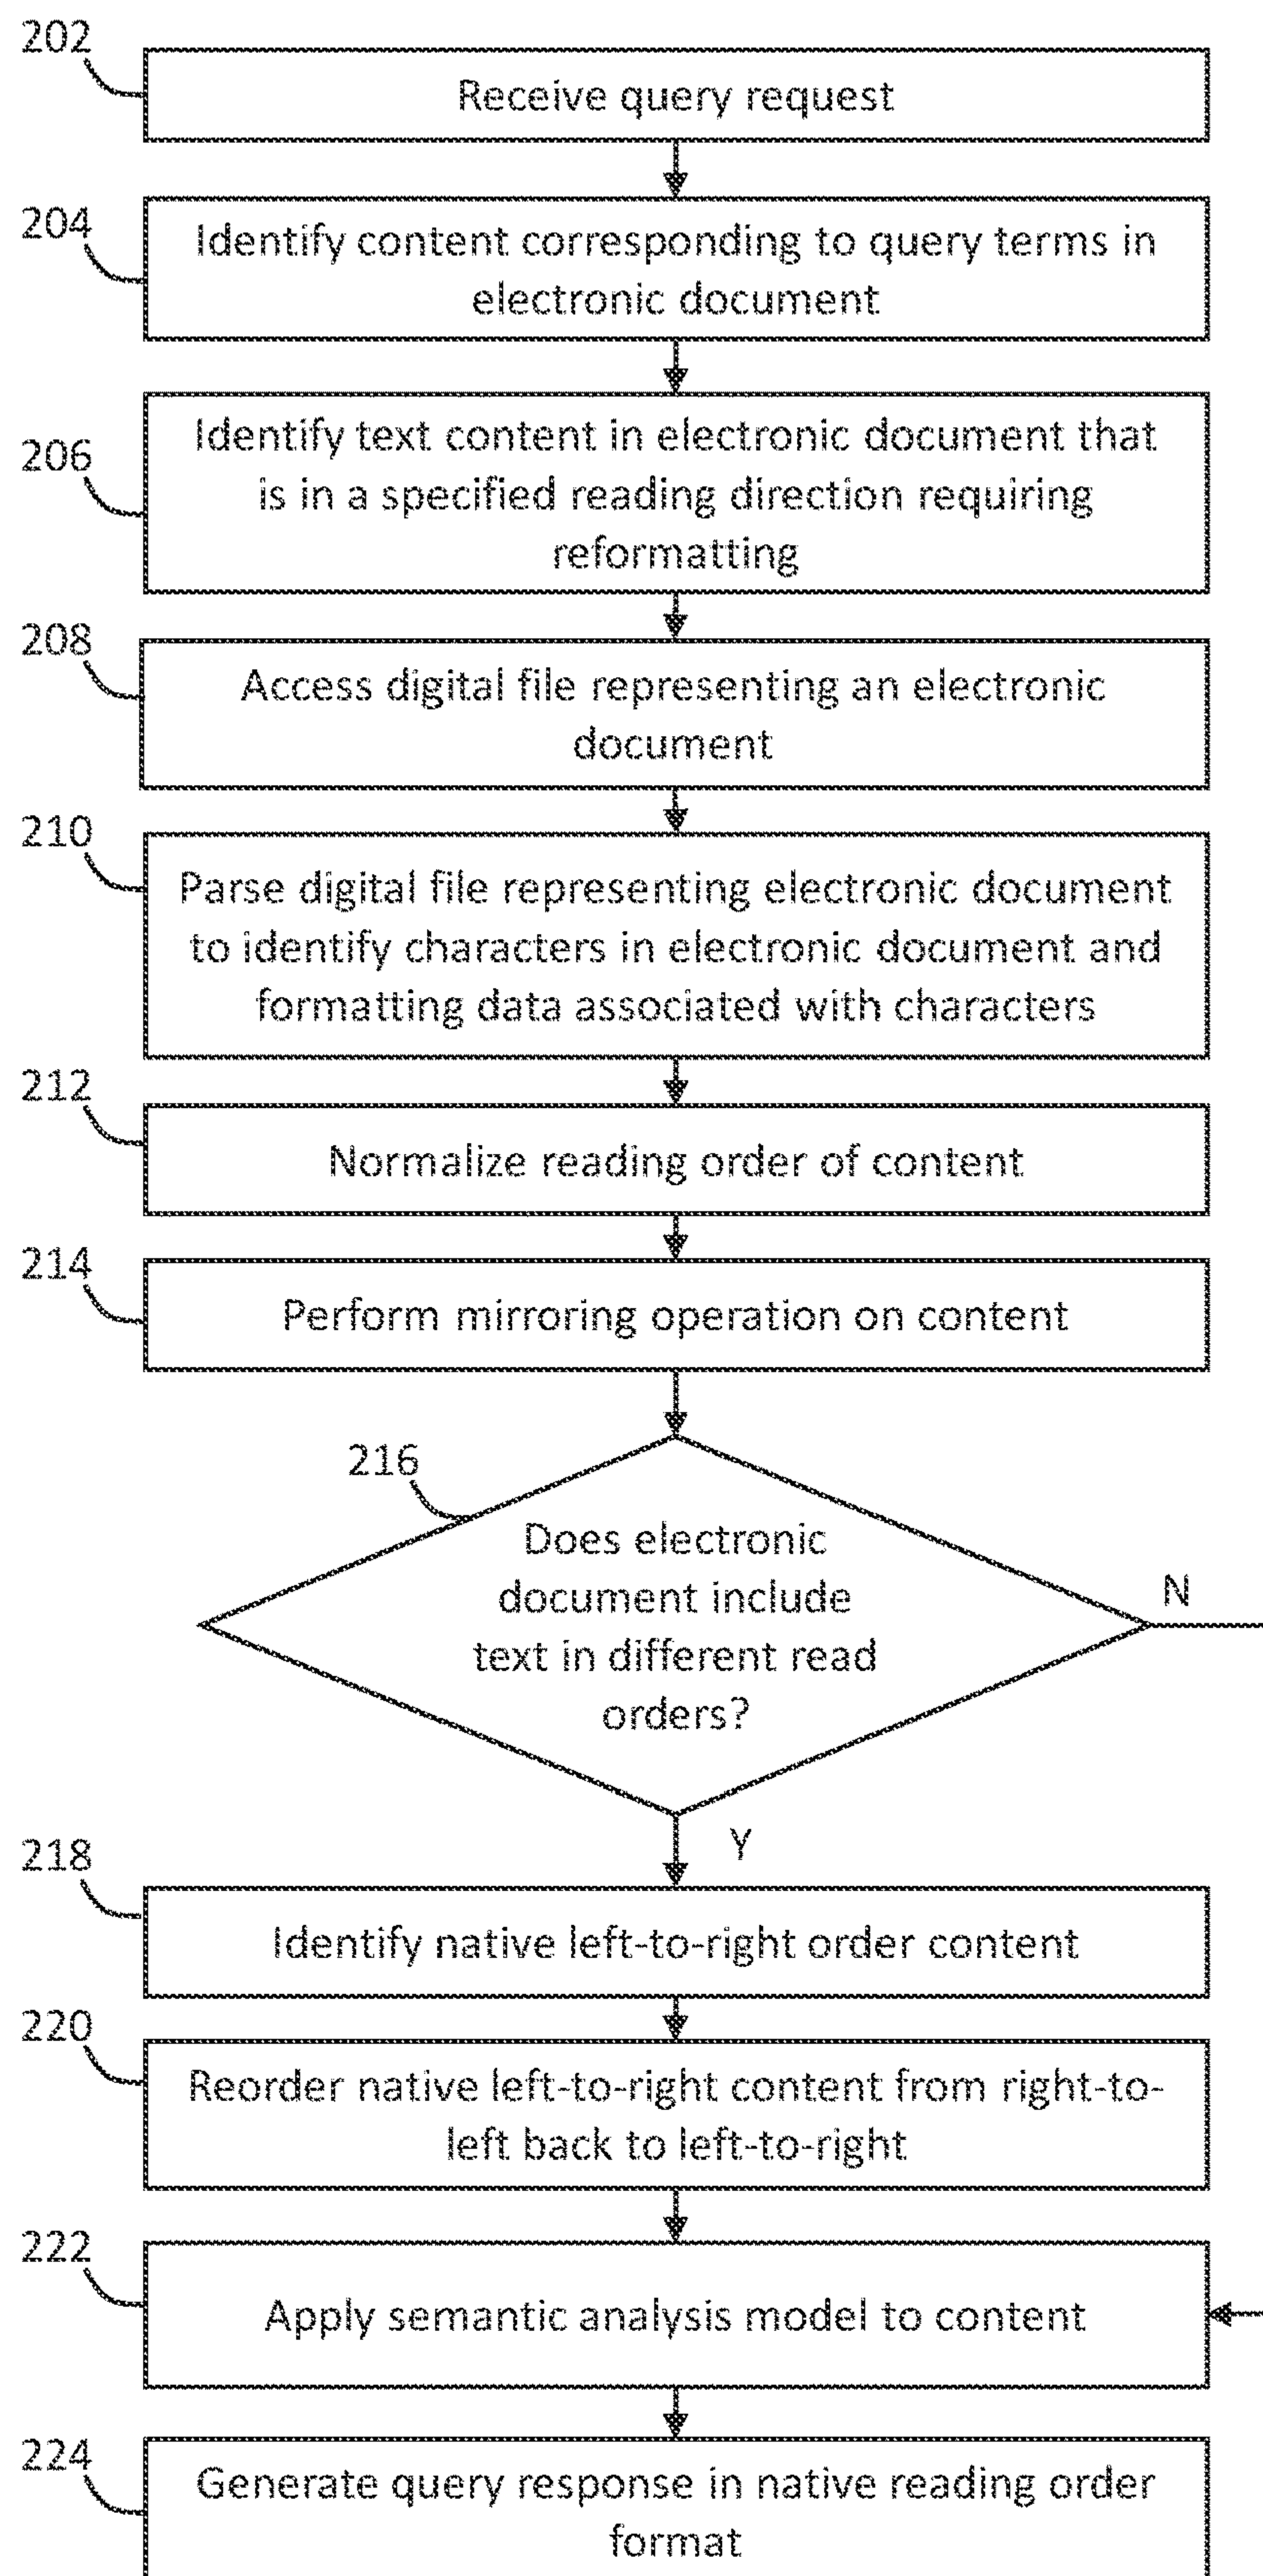 202
Receive query request
204
Identify content corresponding to query terms in
electronic document
206
Identify text content in electronic document that
is in a specified reading direction requiring
reformatting
208
Access digital file representing an electronic
document
210
Parse digital file representing electronic document
to identify characters in electronic document and
formatting data associated with characters
212
Normalize reading order of content
214
Perform mirroring operation on content
216
Does electronic
document include
text in different read
orders?
N
Y
218
Identify native left-to-right order content
220
Reorder native left-to-right content from right-to-
left back to left-to-right
222
Apply semantic analysis model to content
224
Generate query response in native reading order
format